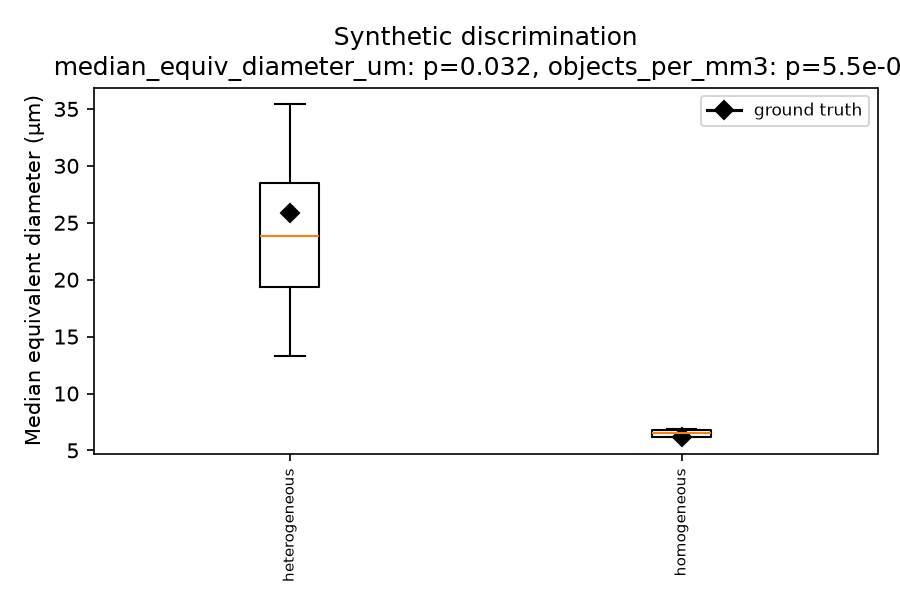 Synthetic discrimination
median_equiv_diameter_um: p=0.032, objects_per_mm3: p=5.5e-0
ground truth
Median equivalent diameter (µm)
35
30
25
20
15
10
5
heterogeneous
homogeneous